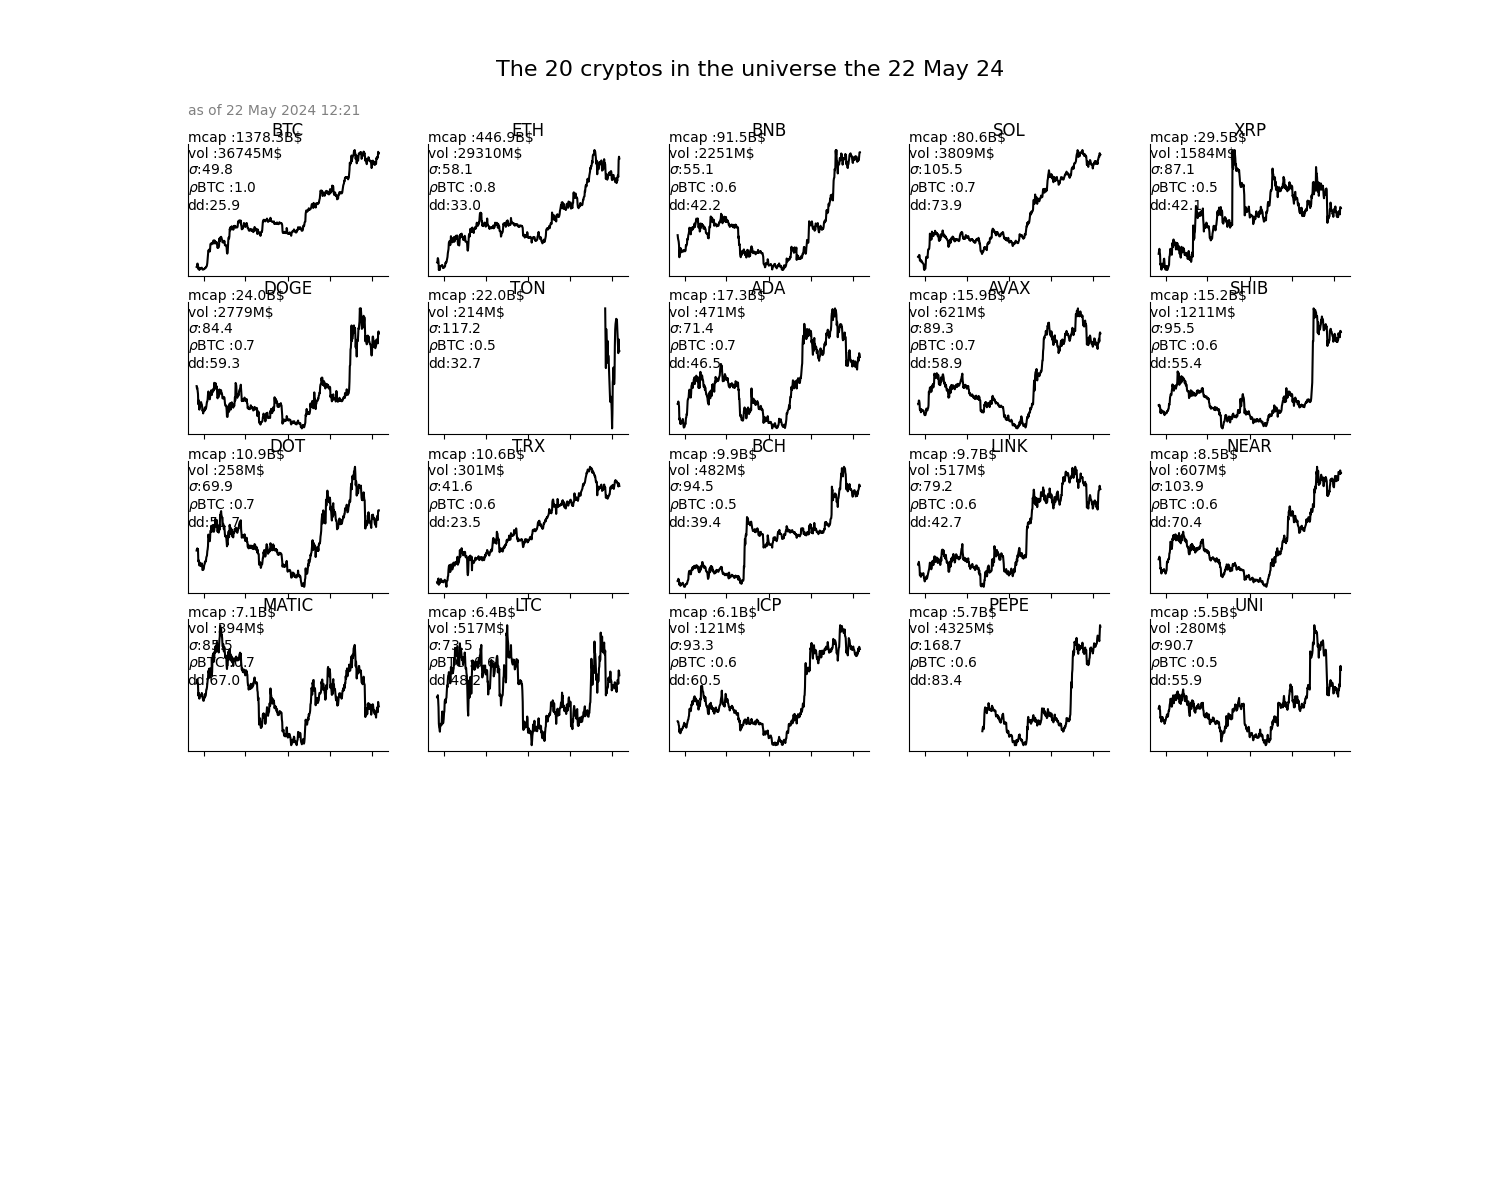 The 20 cryptos in the universe the 22 May 24
as of 22 May 2024 12:21
BTC
mcap :1378.3B$
vol :36745M$
σ:49.8
ρBTC :1.0
dd:25.9
ETH
mcap :446.9B$
vol :29310M$
σ:58.1
ρBTC :0.8
dd:33.0
BNB
mcap :91.5B$
vol :2251M$
σ:55.1
ρBTC :0.6
dd:42.2
SOL
mcap :80.6B$
vol :3809M$
σ:105.5
ρBTC :0.7
dd:73.9
XRP
mcap :29.5B$
vol :1584M$
σ:87.1
ρBTC :0.5
dd:42.1
DOGE
mcap :24.0B$
vol :2779M$
σ:84.4
ρBTC :0.7
dd:59.3
TON
mcap :22.0B$
vol :214M$
σ:117.2
ρBTC :0.5
dd:32.7
ADA
mcap :17.3B$
vol :471M$
σ:71.4
ρBTC :0.7
dd:46.5
AVAX
mcap :15.9B$
vol :621M$
σ:89.3
ρBTC :0.7
dd:58.9
SHIB
mcap :15.2B$
vol :1211M$
σ:95.5
ρBTC :0.6
dd:55.4
DOT
mcap :10.9B$
vol :258M$
σ:69.9
ρBTC :0.7
TRX
mcap :10.6B$
vol :301M$
σ:41.6
ρBTC :0.6
dd:23.5
BCH
mcap :9.9B$
vol :482M$
σ:94.5
ρBTC :0.5
dd:39.4
LINK
mcap :9.7B$
vol :517M$
σ:79.2
ρBTC :0.6
dd:42.7
NEAR
mcap :8.5B$
vol :607M$
σ:103.9
ρBTC :0.6
dd:70.4
MATIC
mcap :7.1B$
vol :394M$
σ:85.5
ρBTC :0.7
dd:67.0
LTC
mcap :6.4B$
vol :517M$
σ:73.5
dd:48.2
ICP
mcap :6.1B$
vol :121M$
σ:93.3
ρBTC :0.6
dd:60.5
PEPE
mcap :5.7B$
vol :4325M$
σ:168.7
ρBTC :0.6
dd:83.4
UNI
mcap :5.5B$
vol :280M$
σ:90.7
ρBTC :0.5
dd:55.9